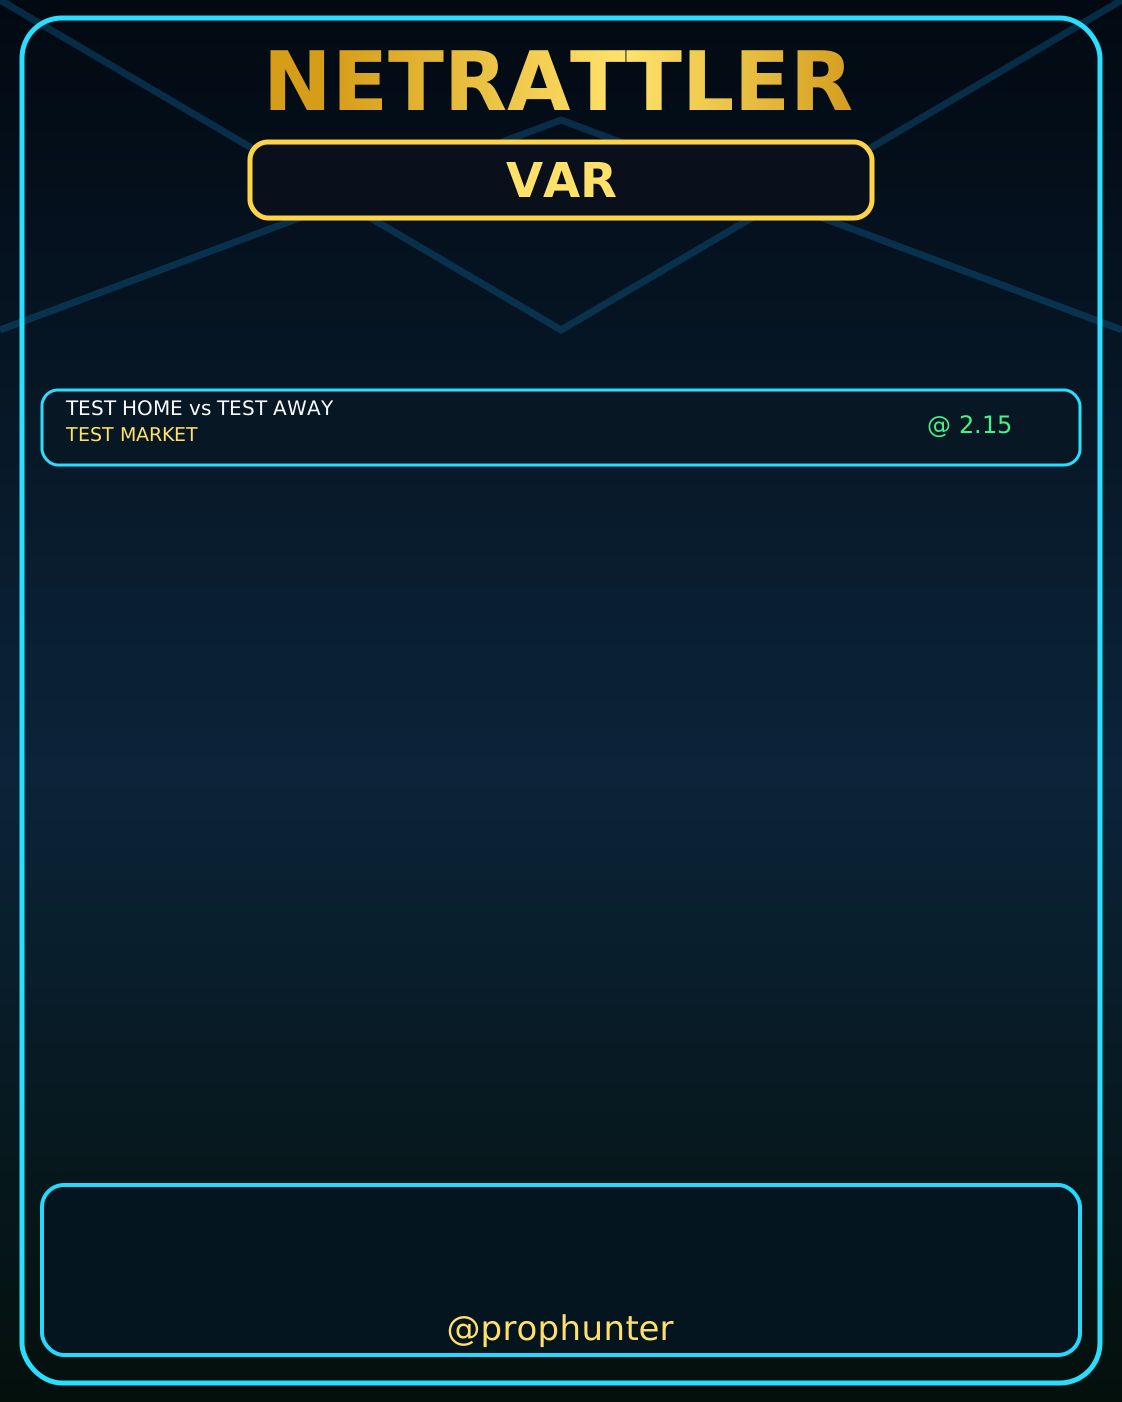 NETRATTLER
VAR
TEST HOME vs TEST AWAY
TEST MARKET
@ 2.15
@prophunter